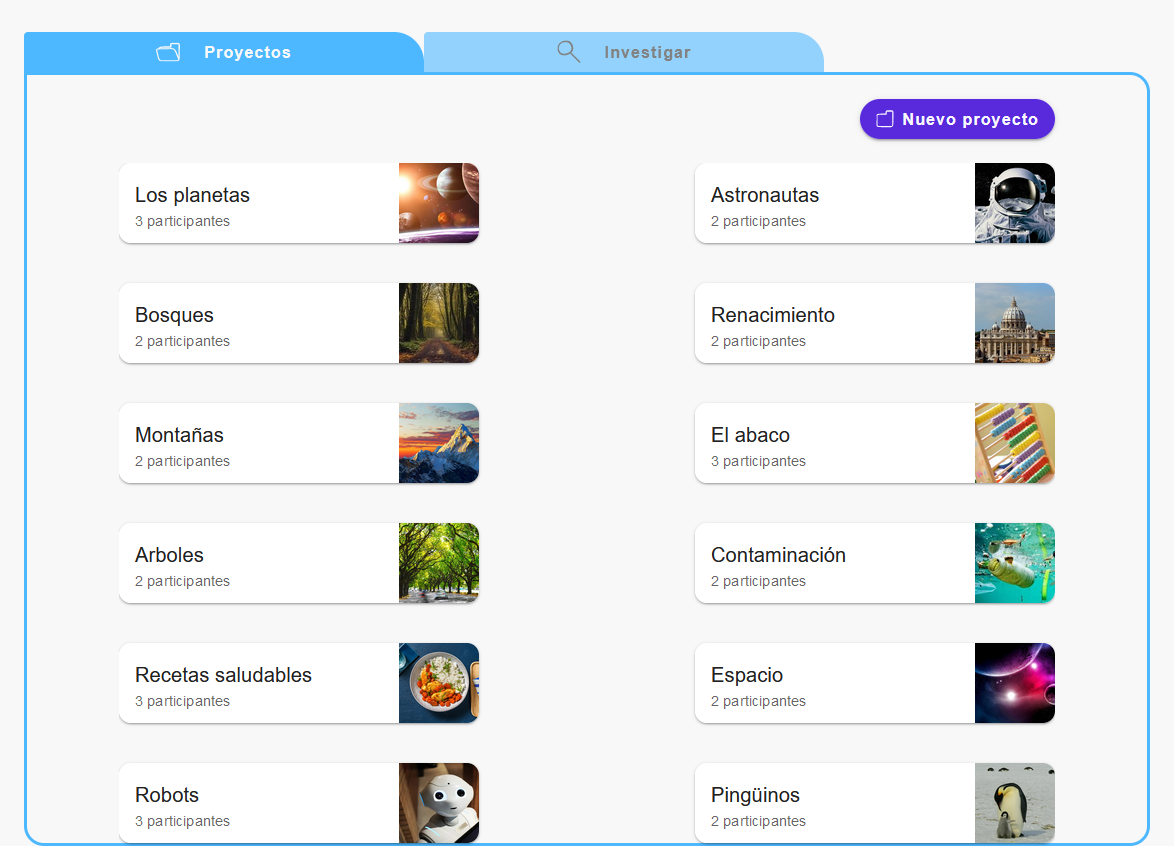 Proyectos
Investigar
Nuevo proyecto
Los planetas
3 participantes
Astronautas
2 participantes
Bosques
2 participantes
Renacimiento
2 participantes
Montañas
2 participantes
El abaco
3 participantes
Arboles
2 participantes
Contaminación
2 participantes
Recetas saludables
3 participantes
Espacio
2 participantes
Robots
3 participantes
Pingüinos
2 participantes